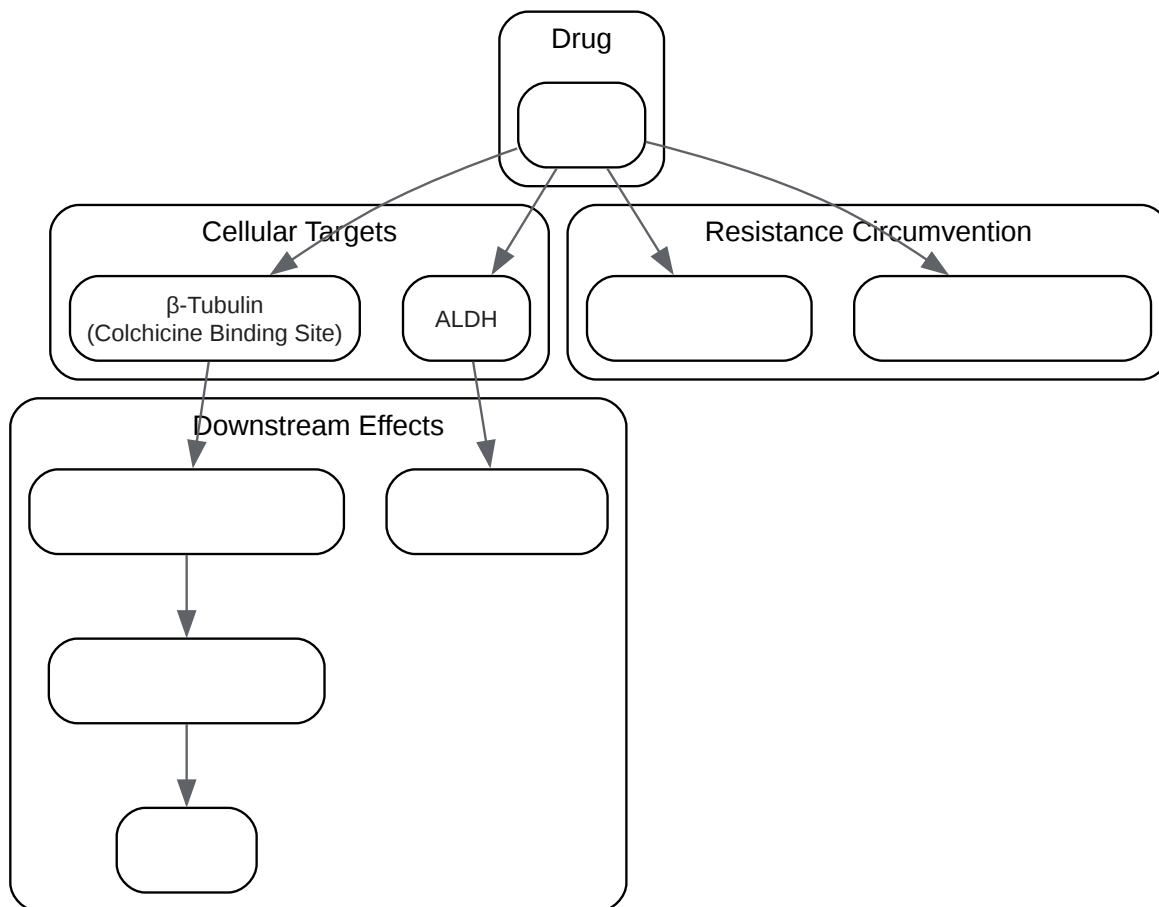 Drug
Cellular Targets
Resistance Circumvention
β-Tubulin
(Colchicine Binding Site)
ALDH
Downstream Effects